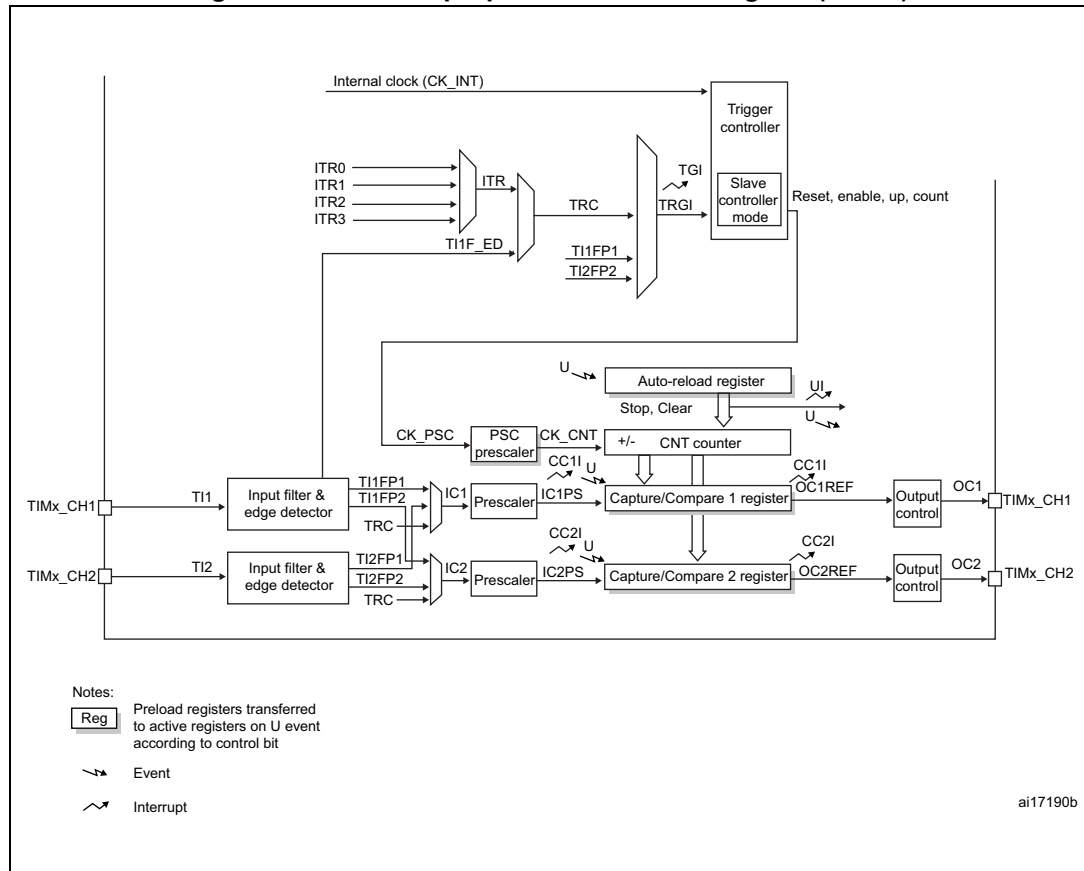 Internal clock (CK_INT)
Trigger
controller
ITR0
ITR1
ITR2
ITR3
ITR
TGI
TRC
TRGI
Slave
controller
mode
Reset, enable, up, count
TI1F_ED
TI1FP1
TI2FP2
U
Auto-reload register
UI
Stop, Clear
U
CK_PSC
PSC
prescaler
CK_CNT
+/-
CNT counter
TIMx_CH1
TI1
Input filter &
edge detector
TI1FP1
TI1FP2
TRC
IC1
Prescaler
CC1I
IC1PS
U
Capture/Compare 1 register
CC1I
OC1REF
Output
control
OC1
TIMx_CH1
TIMx_CH2
TI2
Input filter &
edge detector
TI2FP1
TI2FP2
TRC
IC2
Prescaler
CC2I
IC2PS
U
Capture/Compare 2 register
CC2I
OC2REF
Output
control
OC2
TIMx_CH2
Notes:
Reg
Preload registers transferred
to active registers on U event
according to control bit
Event
Interrupt
ai17190b